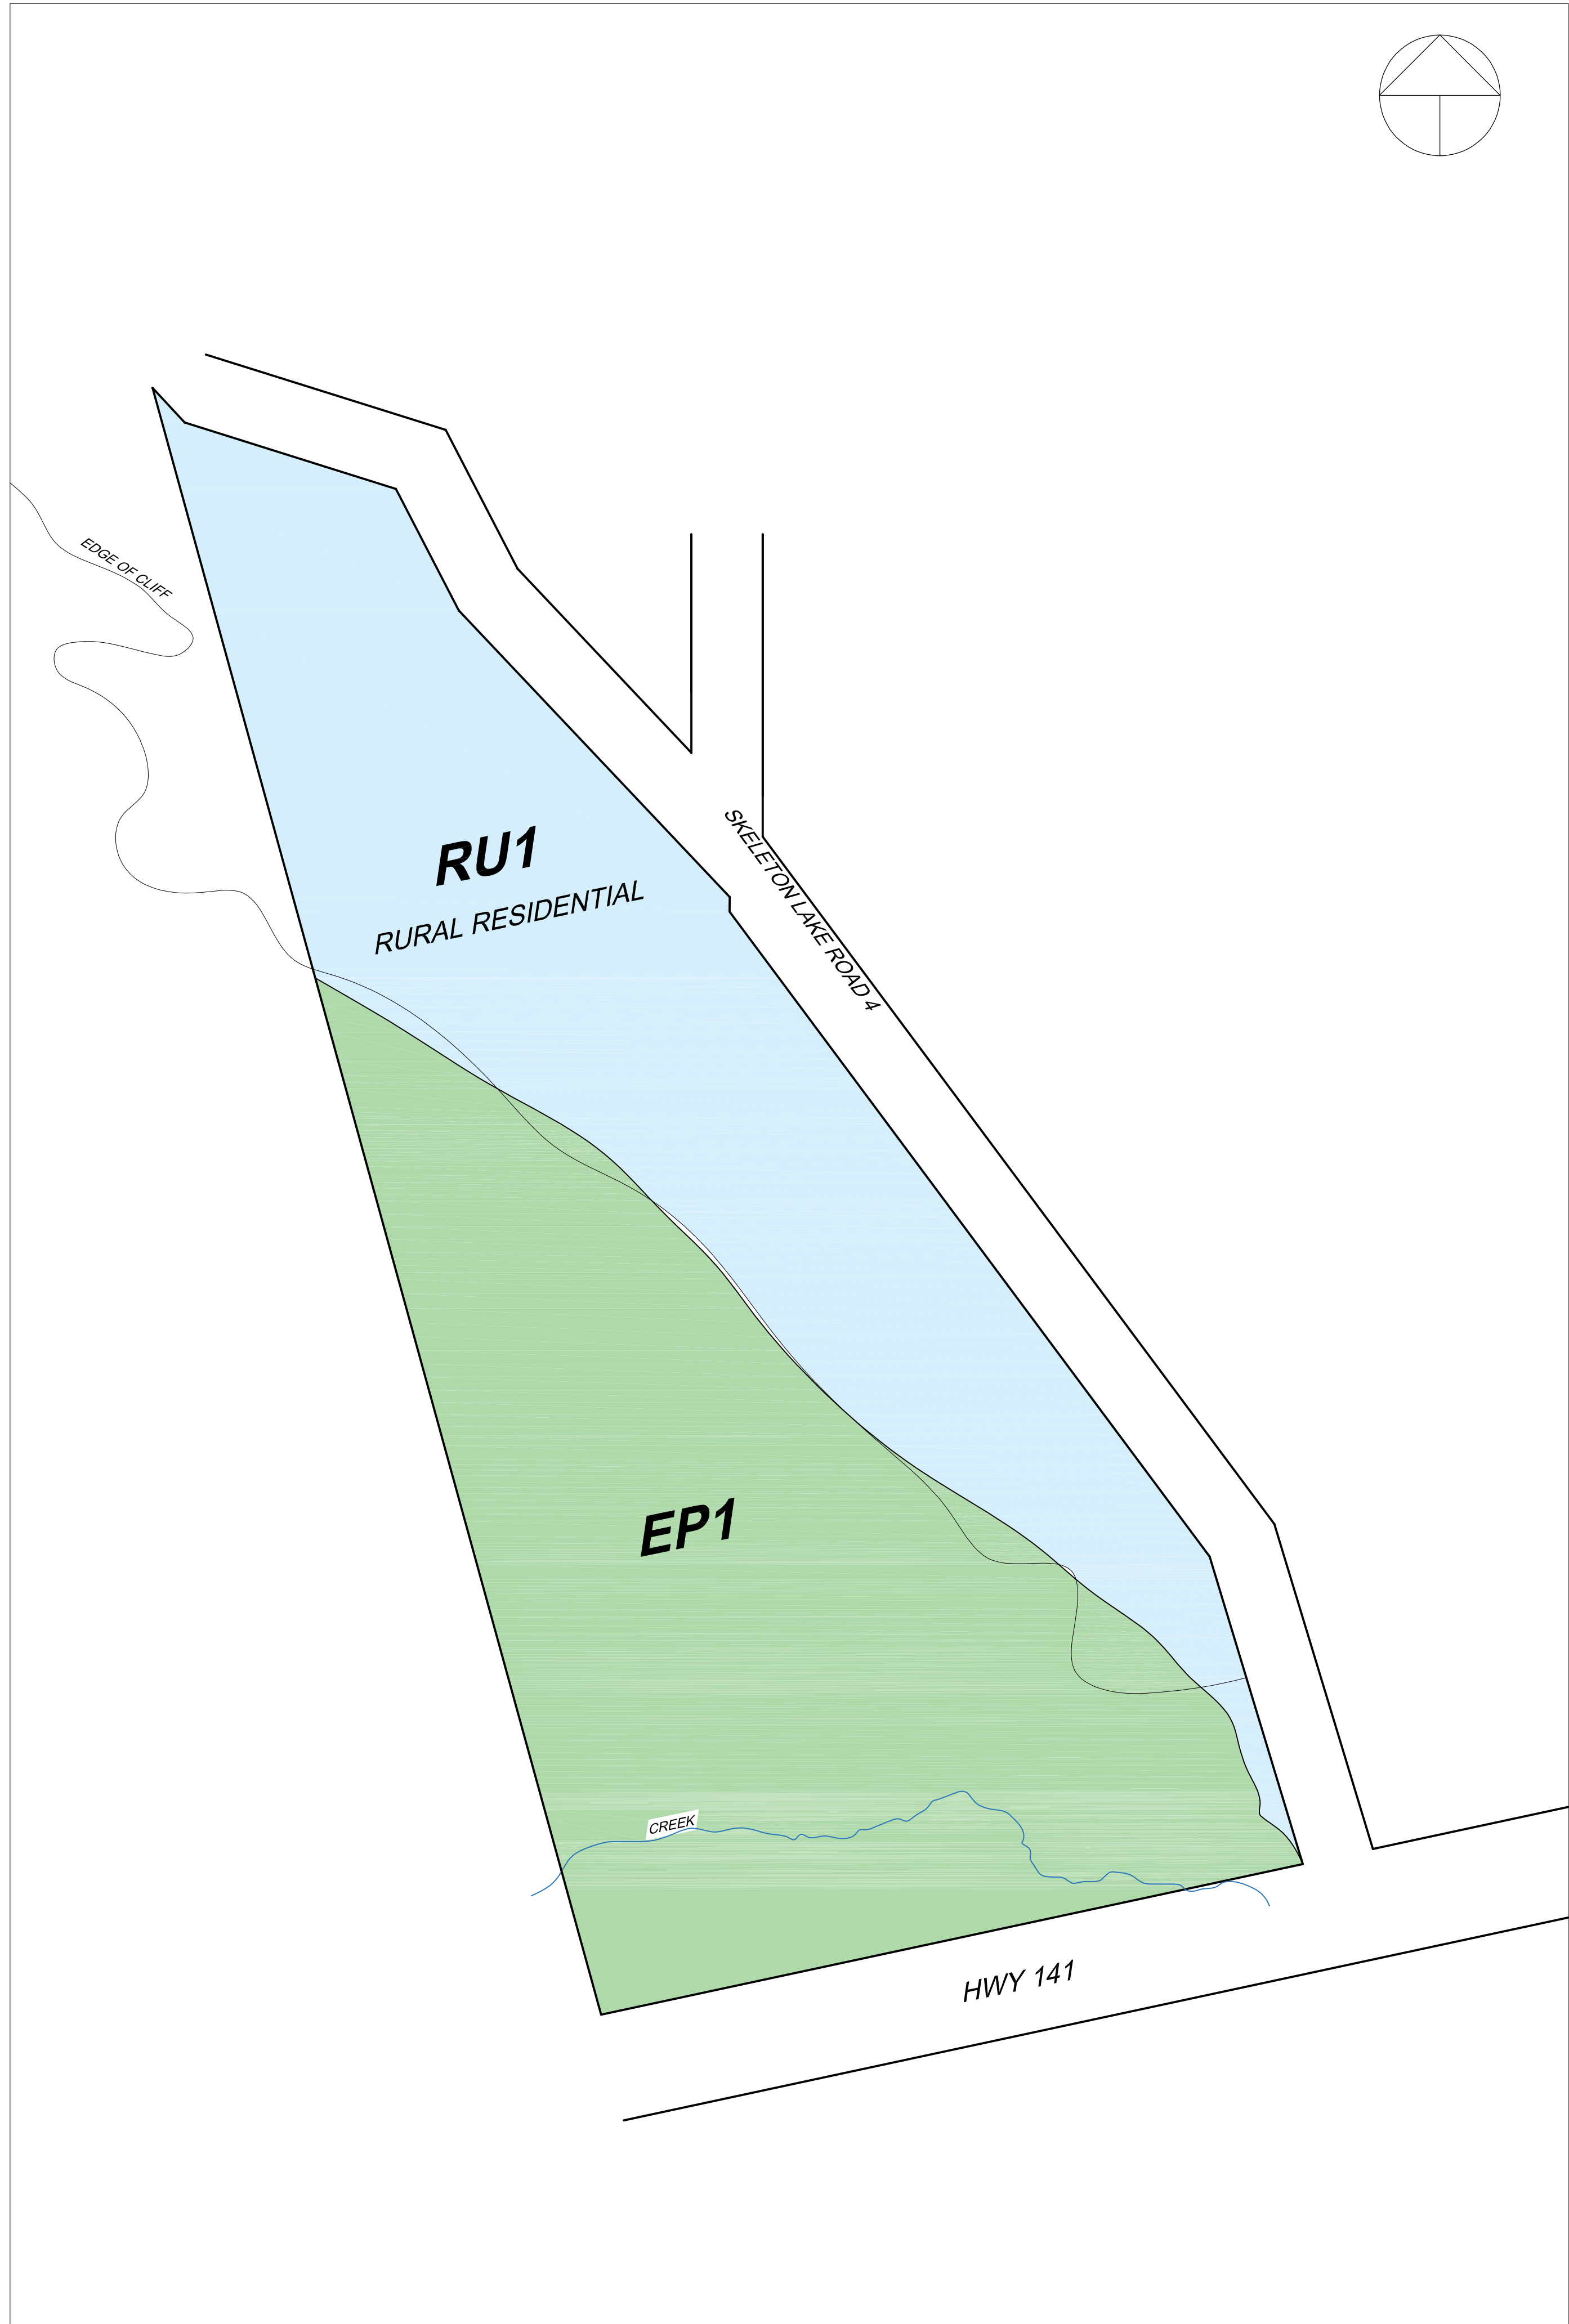 EDGE OF CLIFF
RU1
RURAL RESIDENTIAL
SKELETON LAKE ROAD 4
EP1
CREEK
HWY 141